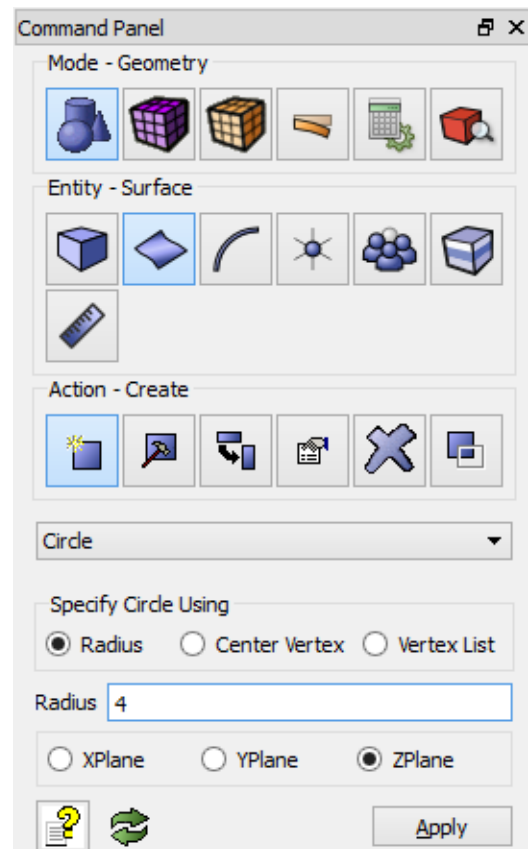 Command Panel
Mode - Geometry
Entity - Surface
Action - Create
Circle
Specify Circle Using
Radius Center Vertex Vertex List
Radius 4
XPlane YPlane ZPlane
Apply